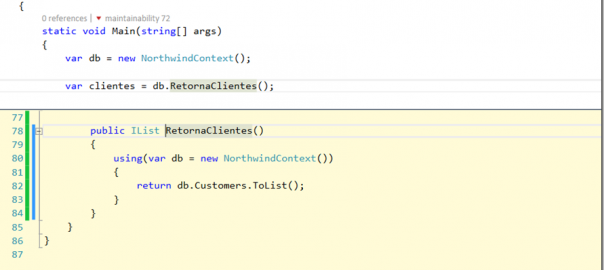 {
0 references | maintainability 72
static void Main(string[] args)
{
var db = new NorthwindContext();
var clientes = db.RetornaClientes();
77
78 public IList RetornaClientes()
79 {
80 using(var db = new NorthwindContext())
81 {
82 return db.Customers.ToList();
83 }
84 }
85 }
86 }
87